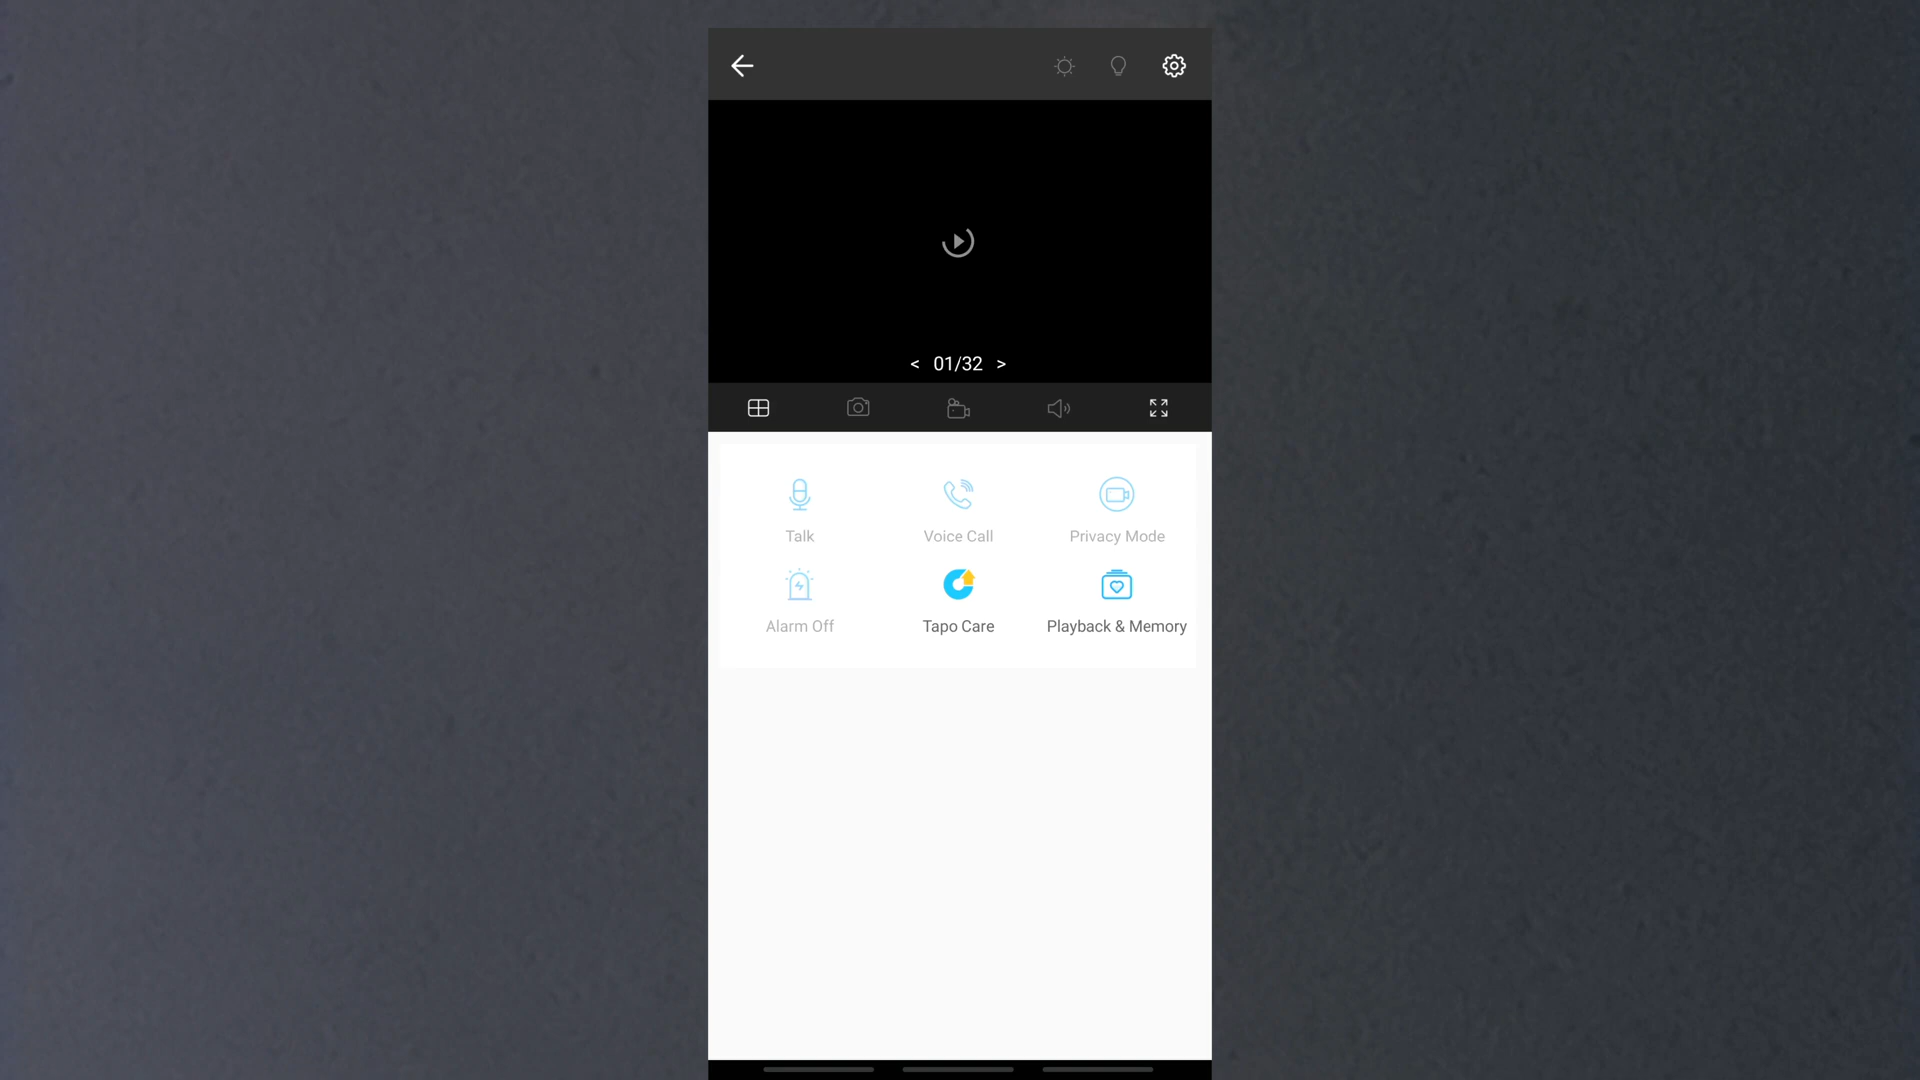 < 01/32 >
Talk
Voice Call
Privacy Mode
Alarm Off
Tapo Care
Playback & Memory